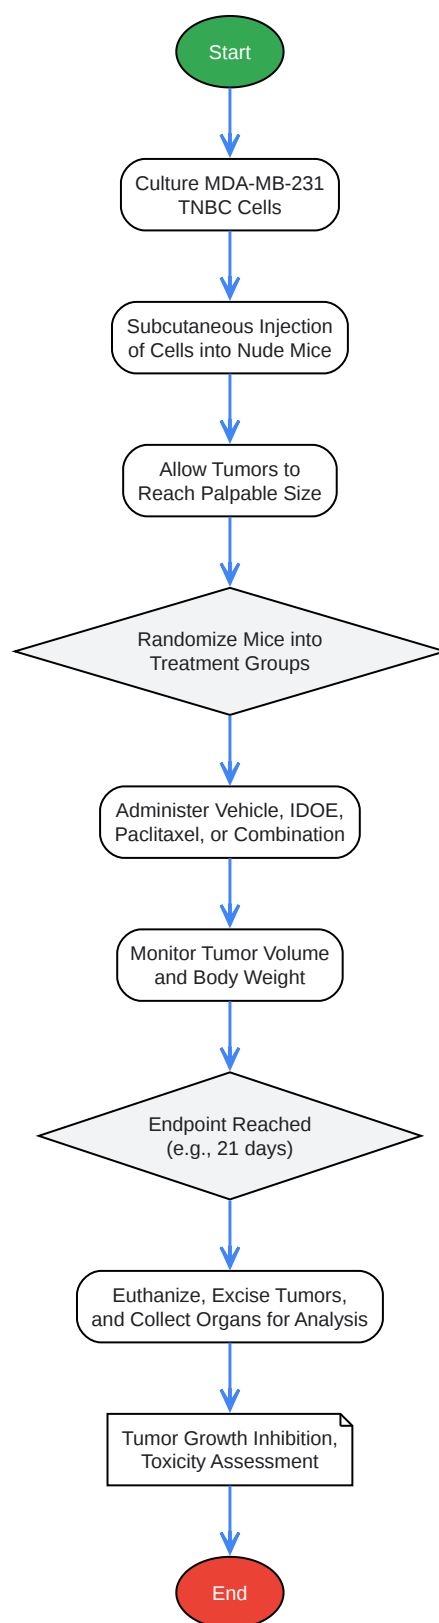 Start
Culture MDA-MB-231
TNBC Cells
Subcutaneous Injection
of Cells into Nude Mice
Allow Tumors to
Reach Palpable Size
Randomize Mice into
Treatment Groups
Administer Vehicle, IDOE,
Paclitaxel, or Combination
Monitor Tumor Volume
and Body Weight
Endpoint Reached
(e.g., 21 days)
Euthanize, Excise Tumors,
and Collect Organs for Analysis
Tumor Growth Inhibition,
Toxicity Assessment
End